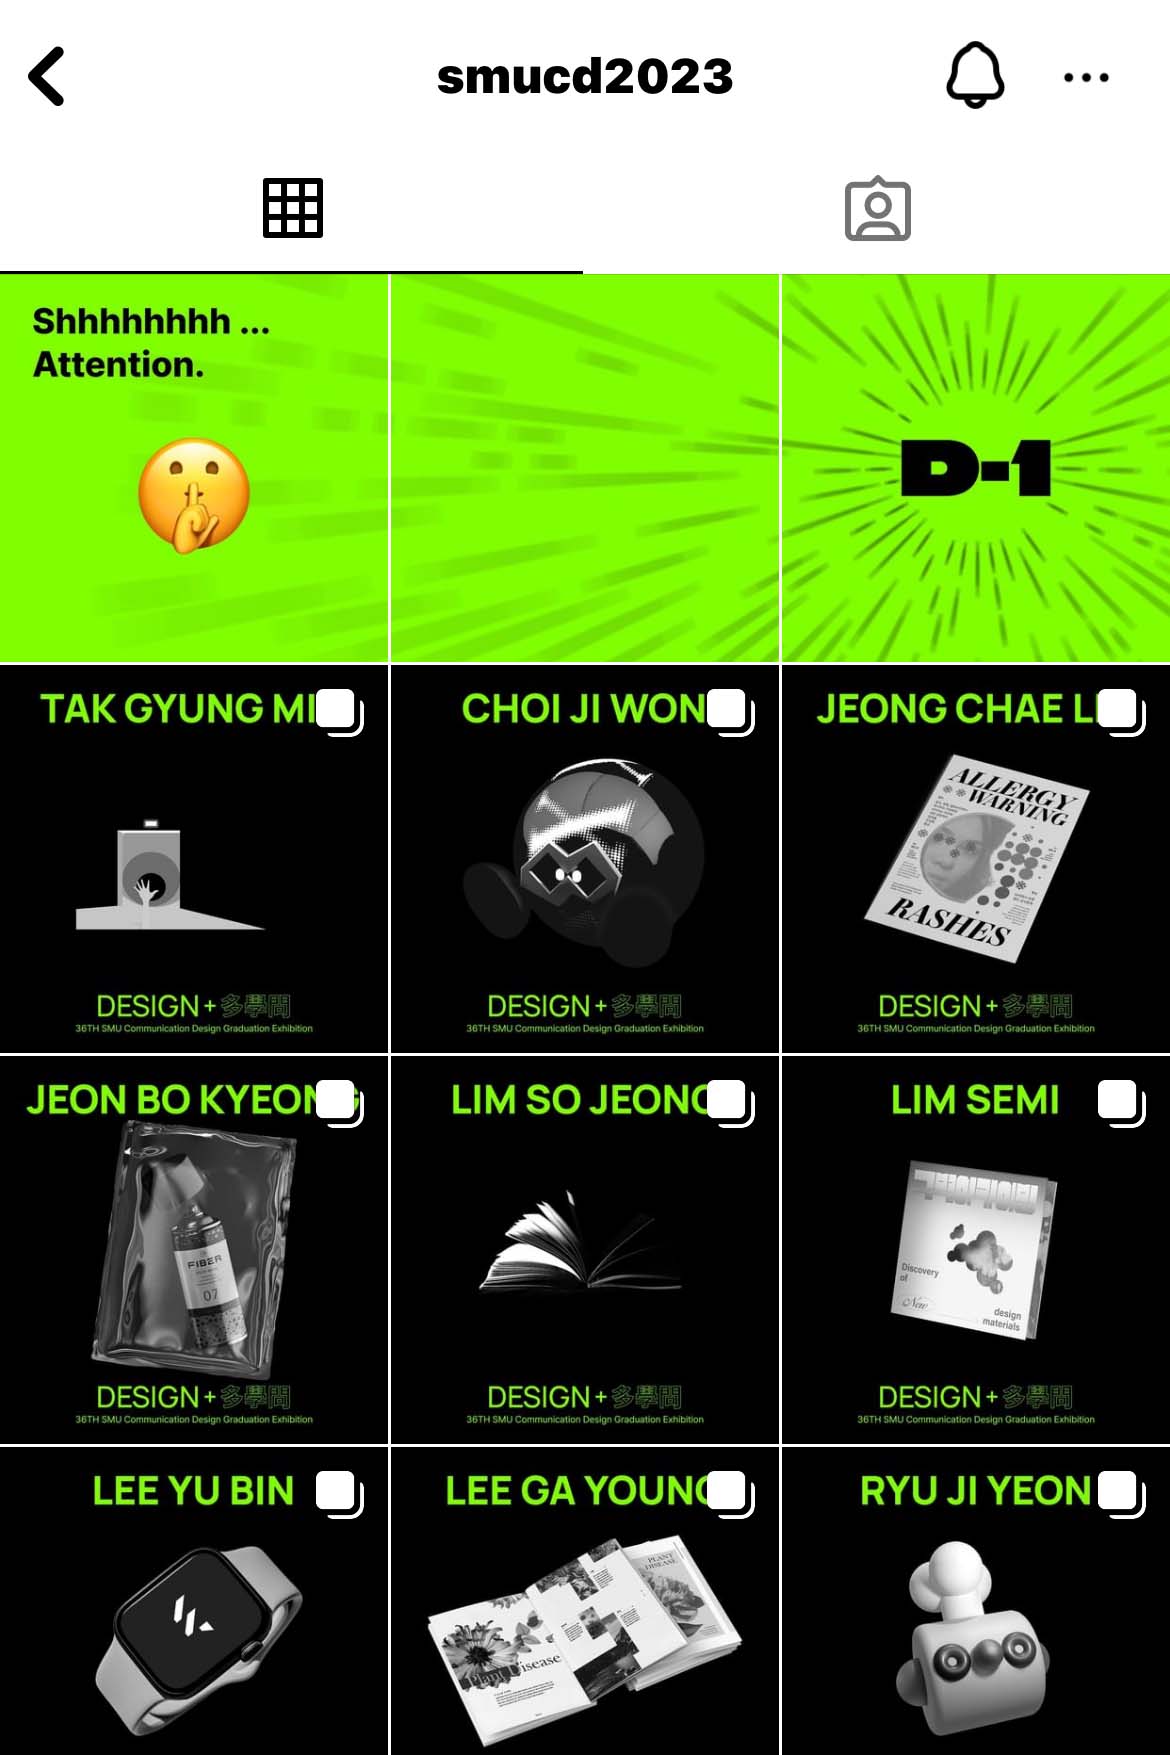 smucd2023
Shhhhhhhh ...
Attention.
D-1
TAK GYUNG MI
CHOI JI WON
JEONG CHAE LI
ALLERGY
WARNING
RASHES
DESIGN + 多學問
36TH SMU Communication Design Graduation Exhibition
DESIGN + 多學問
36TH SMU Communication Design Graduation Exhibition
DESIGN + 多學問
36TH SMU Communication Design Graduation Exhibition
JEON BO KYEONG
LIM SO JEONG
LIM SEMI
FIBER
07
Discovery
of
New
design
materials
DESIGN + 多學問
36TH SMU Communication Design Graduation Exhibition
DESIGN + 多學問
36TH SMU Communication Design Graduation Exhibition
DESIGN + 多學問
36TH SMU Communication Design Graduation Exhibition
LEE YU BIN
LEE GA YOUNG
RYU JI YEON
PLANT
DISEASE
Plant Disease